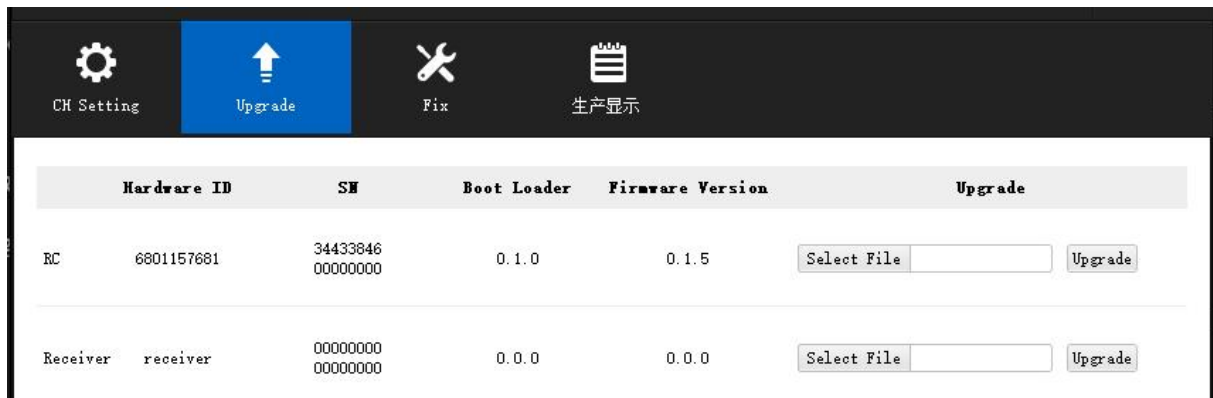 CH Setting Upgrade Fix 生产显示
Hardware ID SN Boot Loader Firmware Version Upgrade
RC 6801157681 34433846 00000000 0.1.0 0.1.5 Select File Upgrade
Receiver receiver 00000000 00000000 0.0.0 0.0.0 Select File Upgrade